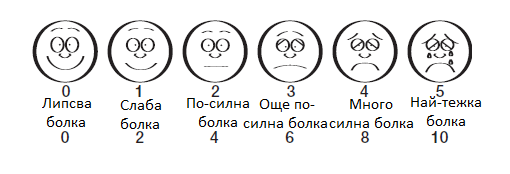 0 1 2 3 4 5
Липсва болка Слаба болка По-силна болка Още по-силна болка Много силна болка Най-тежка болка
0 2 4 6 8 10